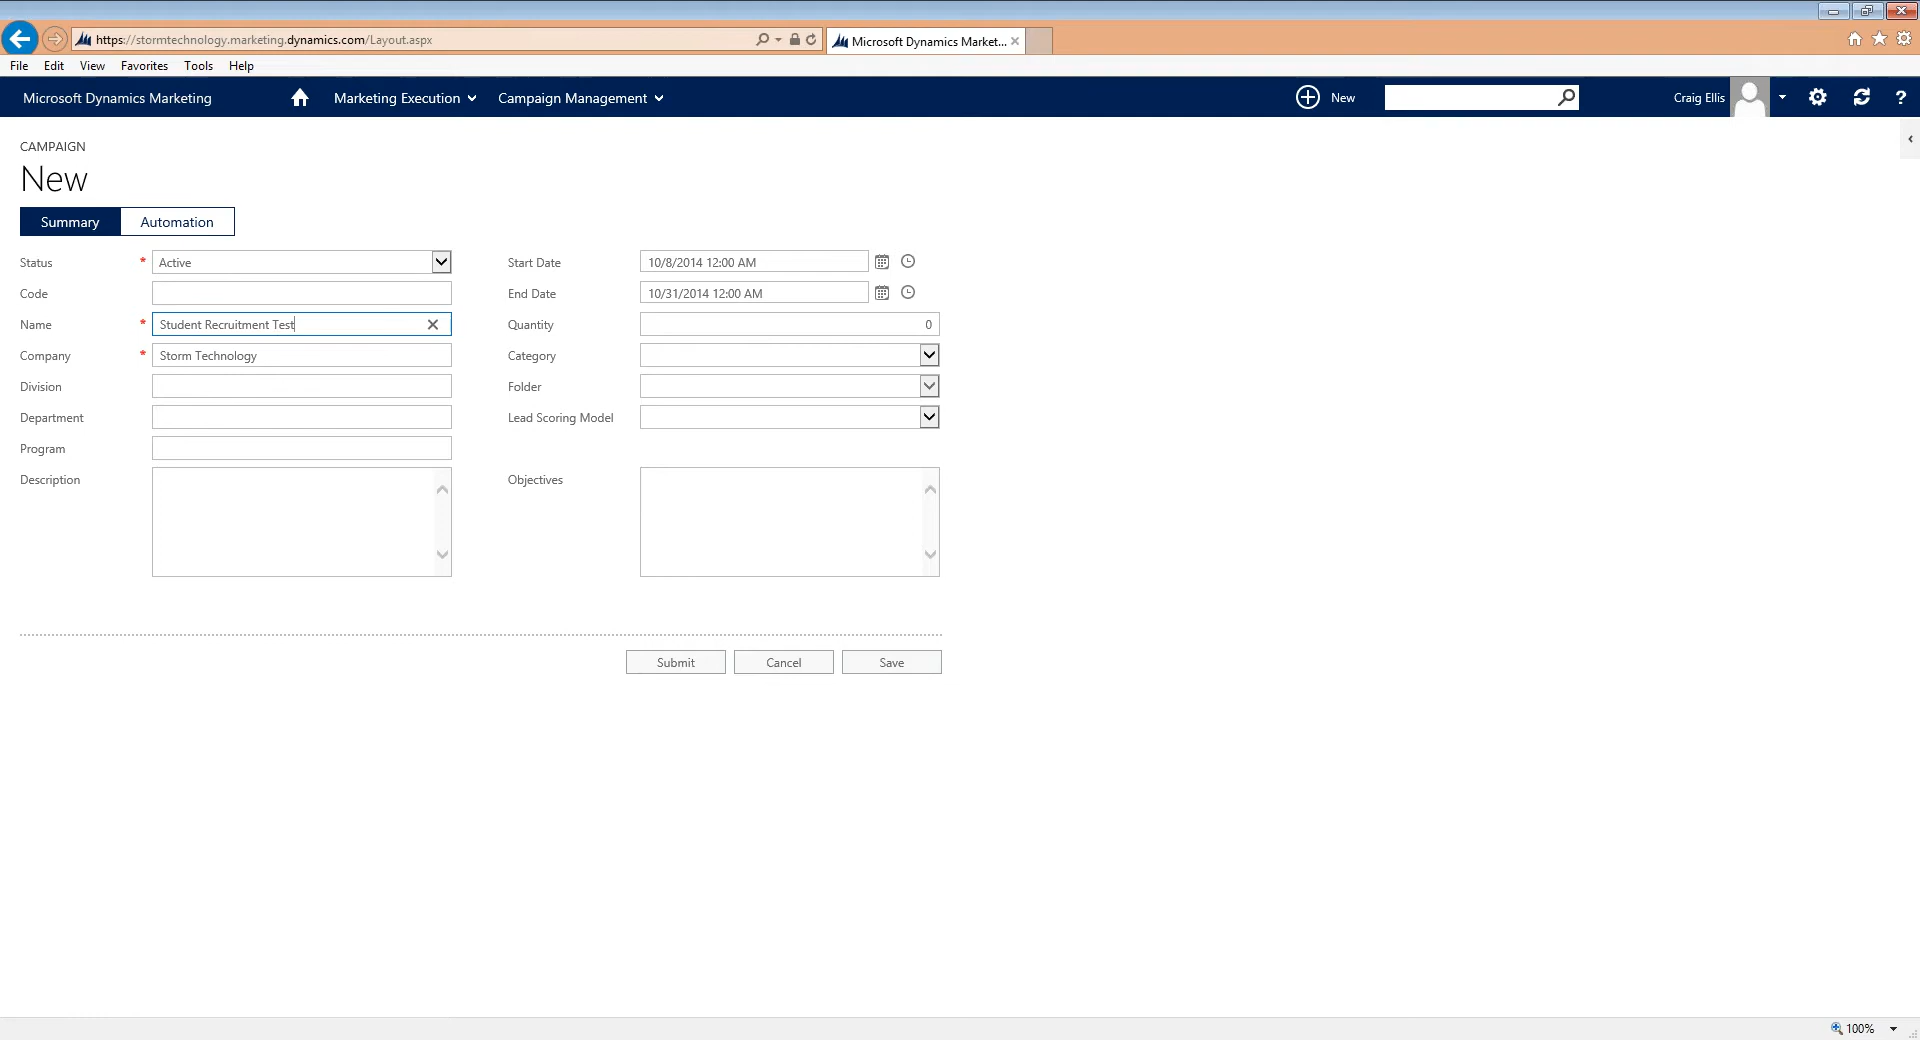 https://stormtechnology.marketing.dynamics.com/Layout.aspx
Microsoft Dynamics Market...
File Edit View Favorites Tools Help
Microsoft Dynamics Marketing
Marketing Execution
Campaign Management
New
Craig Ellis
?
CAMPAIGN
New
Summary
Automation
Status * Active
Start Date 10/8/2014 12:00 AM
Code
End Date 10/31/2014 12:00 AM
Name * Student Recruitment Test
Quantity 0
Company * Storm Technology
Category
Division
Folder
Department
Lead Scoring Model
Program
Description
Objectives
Submit
Cancel
Save
100%